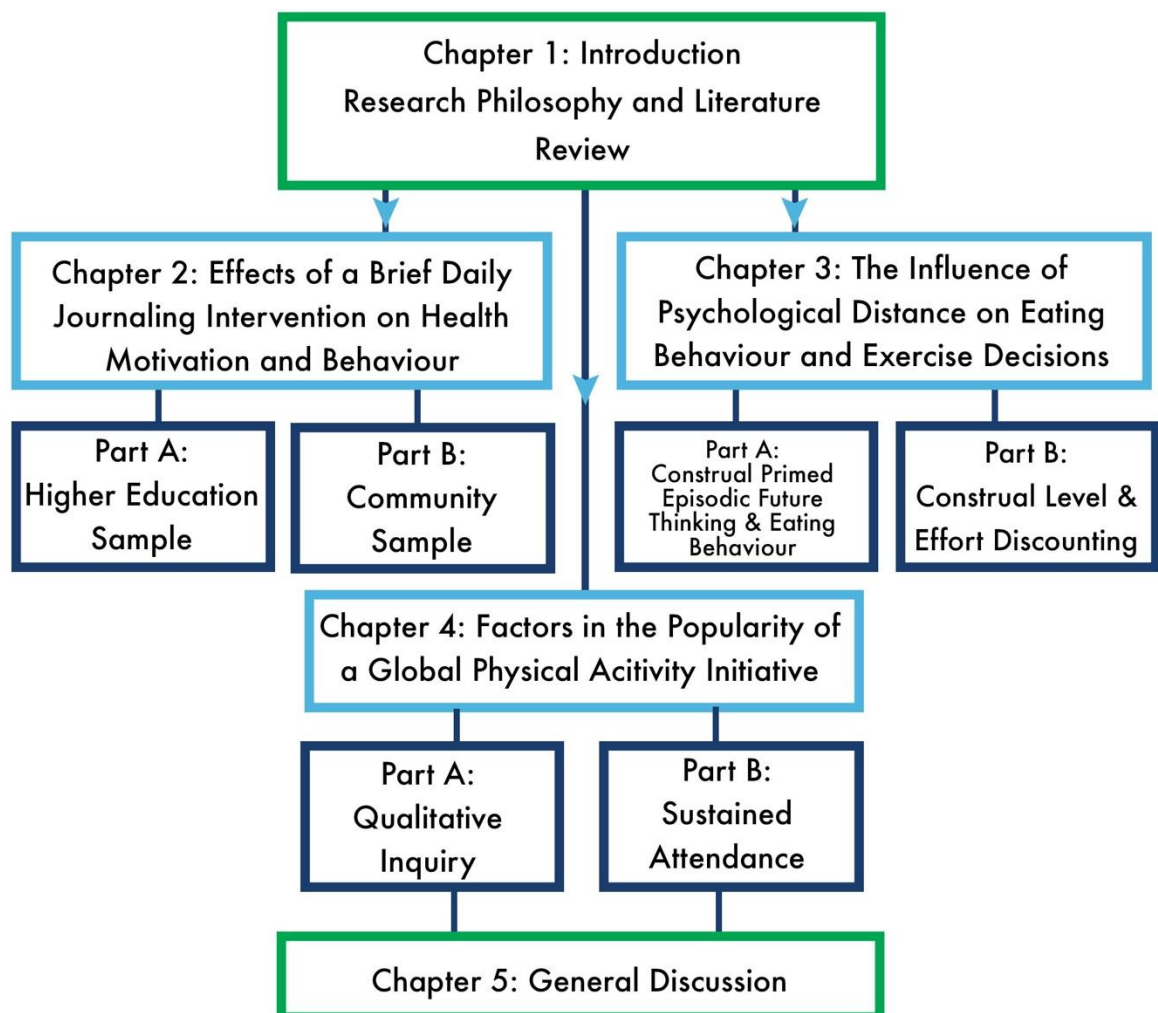 Chapter 1: Introduction
Research Philosophy and Literature
Review
Chapter 2: Effects of a Brief Daily
Journaling Intervention on Health
Motivation and Behaviour
Chapter 3: The Influence of
Psychological Distance on Eating
Behaviour and Exercise Decisions
Part A:
Higher Education
Sample
Part B:
Community
Sample
Part A:
Construal Primed
Episodic Future
Thinking & Eating
Behaviour
Part B:
Construal Level &
Effort Discounting
Chapter 4: Factors in the Popularity of
a Global Physical Acitivity Initiative
Part A:
Qualitative
Inquiry
Part B:
Sustained
Attendance
Chapter 5: General Discussion